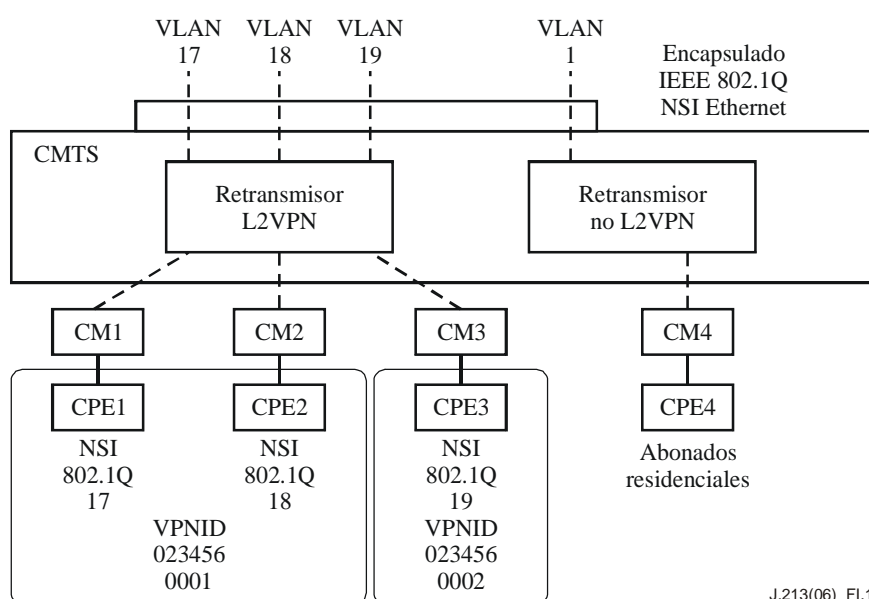 VLAN
17
VLAN
18
VLAN
19
VLAN
1
Encapsulado
IEEE 802.1Q
NSI Ethernet
CMTS
Retransmisor
L2VPN
Retransmisor
no L2VPN
CM1
CM2
CM3
CM4
CPE1
CPE2
CPE3
CPE4
NSI
802.1Q
17
NSI
802.1Q
18
NSI
802.1Q
19
Abonados
residenciales
VPNID
023456
0001
VPNID
023456
0002